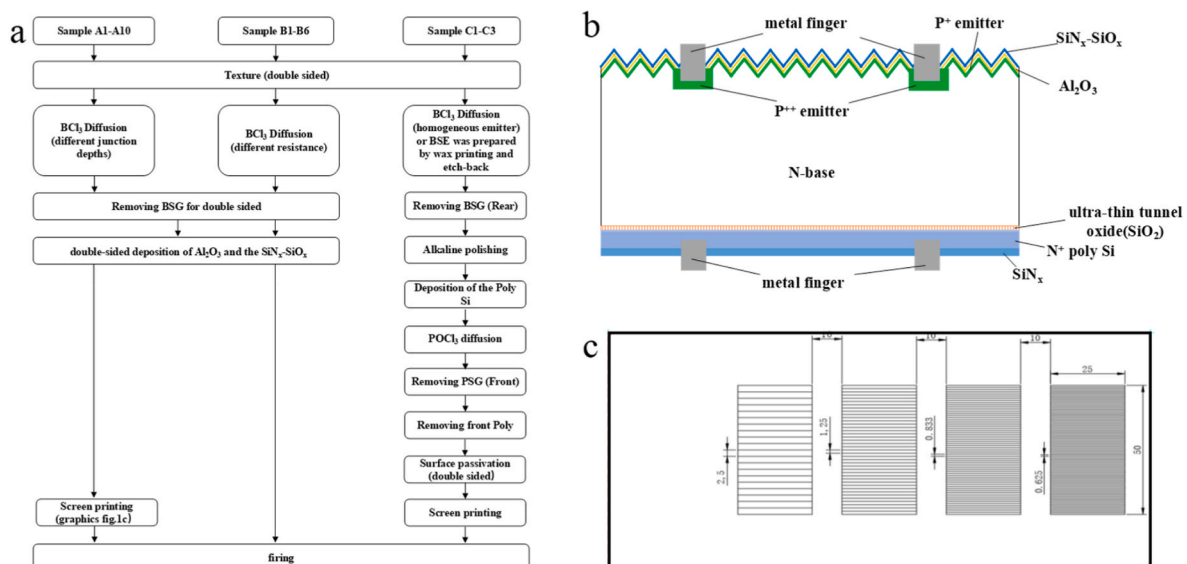 a
Sample A1-A10
Sample B1-B6
Sample C1-C3
Texture (double sided)
BCl₃ Diffusion
(different junction
depths)
BCl₃ Diffusion
(different resistance)
BCl₃ Diffusion
(homogeneous emitter)
or BSE was prepared
by wax printing and
etch-back
Removing BSG for double sided
Removing BSG (Rear)
double-sided deposition of Al₂O₃ and the SiNₓ-SiOₓ
Alkaline polishing
Deposition of the Poly
Si
POCl₃ diffusion
Removing PSG (Front)
Removing front Poly
Surface passivation
(double sided)
Screen printing
(graphics fig.1c)
Screen printing
firing
b
metal finger
P⁺ emitter
SiNₓ-SiOₓ
Al₂O₃
P⁺⁺ emitter
N-base
ultra-thin tunnel
oxide(SiO₂)
N⁺ poly Si
SiNₓ
metal finger
c
10
10
10
25
2.5
1.25
0.833
0.625
50